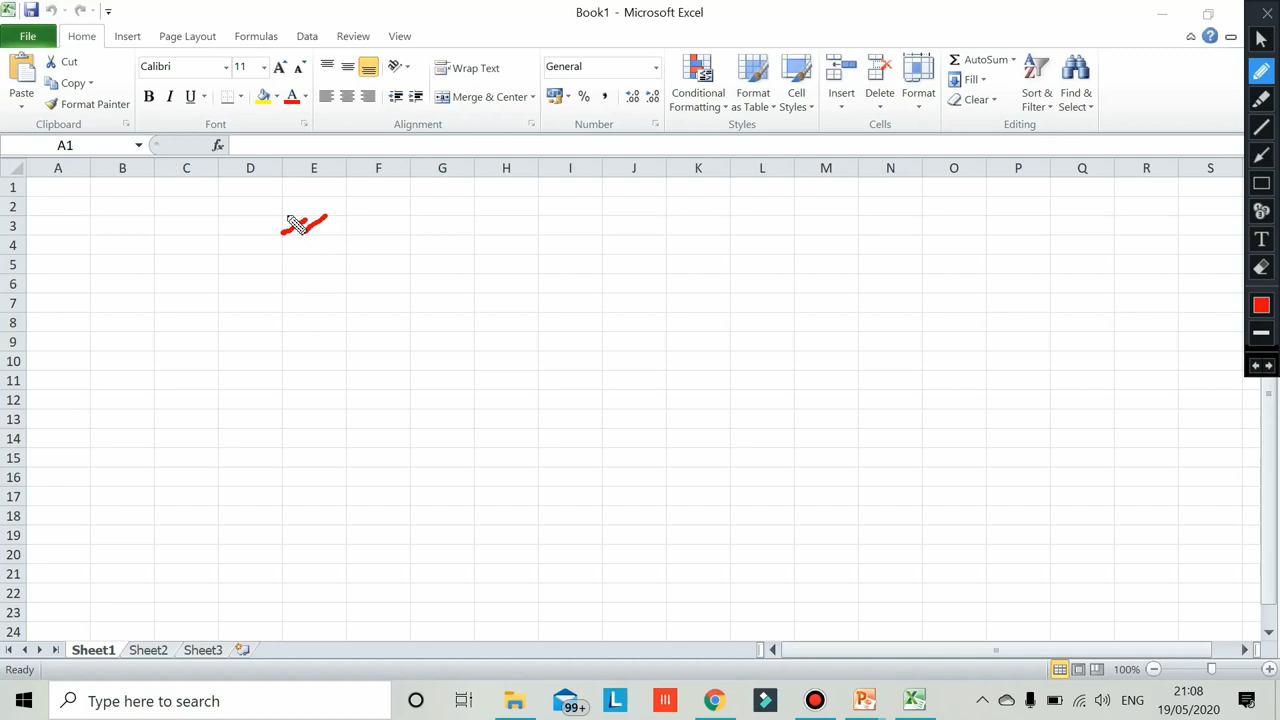 Book1 - Microsoft Excel
File Home Insert Page Layout Formulas Data Review View
Paste Cut Copy Format Painter Clipboard
Calibri 11 B I U A Font
Wrap Text Merge & Center Alignment
General % , Number
Conditional Formatting Format as Table Cell Styles Styles
Insert Delete Format Cells
Σ AutoSum Fill Clear Sort & Filter Find & Select Editing
A1 fx
A B C D E F G H I J K L M N O P Q R S
1
2
3
4
5
6
7
8
9
10
11
12
13
14
15
16
17
18
19
20
21
22
23
24
Sheet1 Sheet2 Sheet3
Ready 100%
Type here to search 99+ L ENG 21:08
19/05/2020